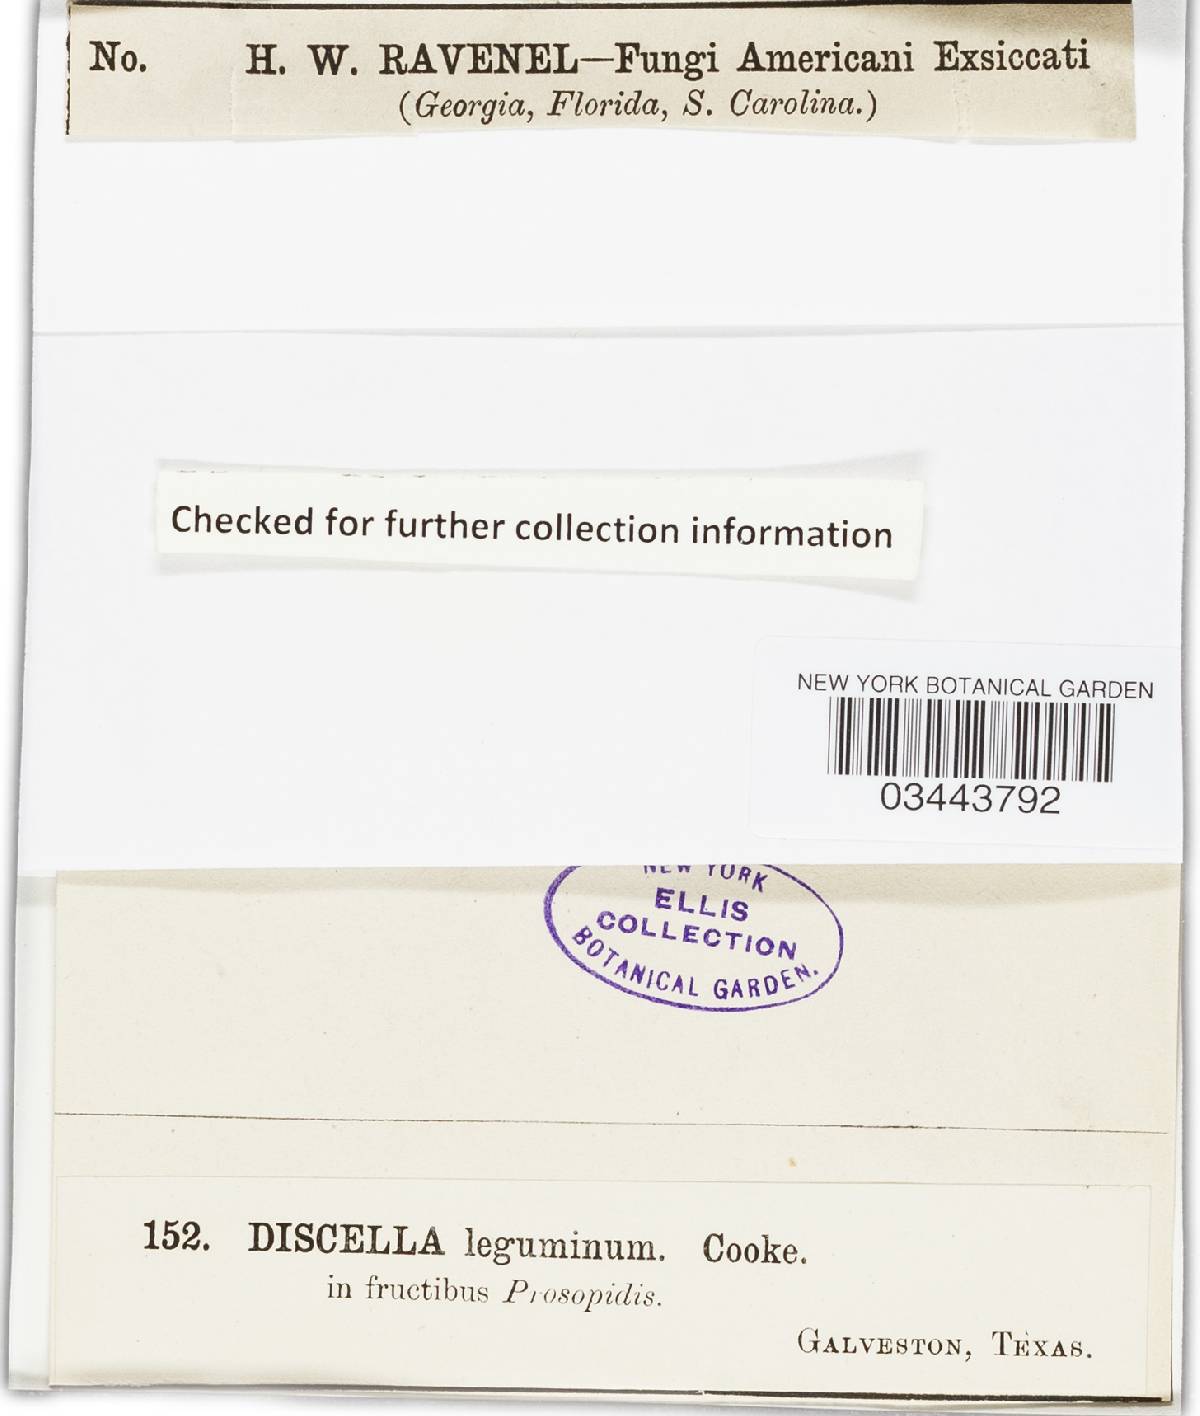 No. H. W. RAVENEL—Fungi Americani Exsiccati
(Georgia, Florida, S. Carolina.)
Checked for further collection information
NEW YORK BOTANICAL GARDEN
03443792
NEW YORK
ELLIS
COLLECTION
BOTANICAL GARDEN.
152. DISCELLA leguminum. Cooke.
in fructibus Prosopidis.
GALVESTON, TEXAS.